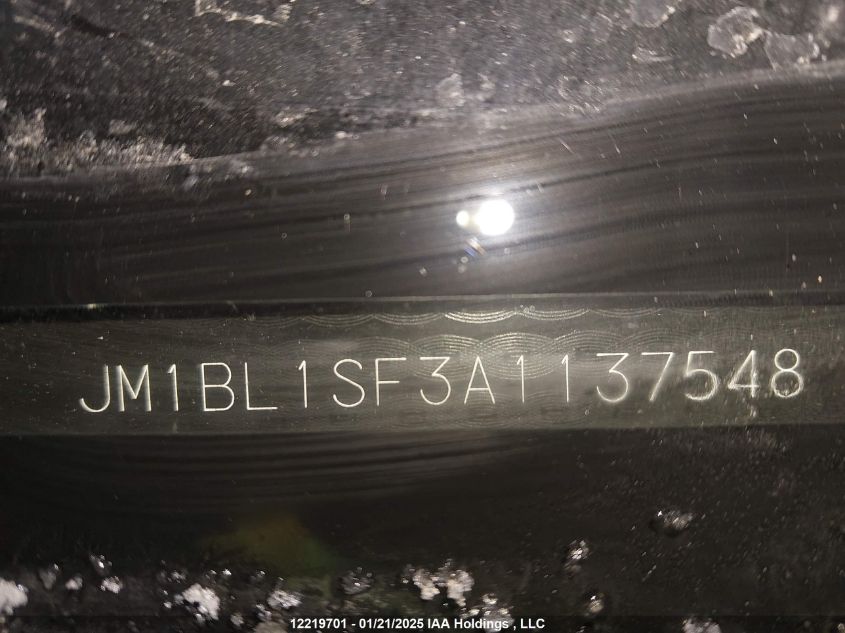 JM1BL1SF3A1137548
12219701 - 01/21/2025 IAA Holdings , LLC